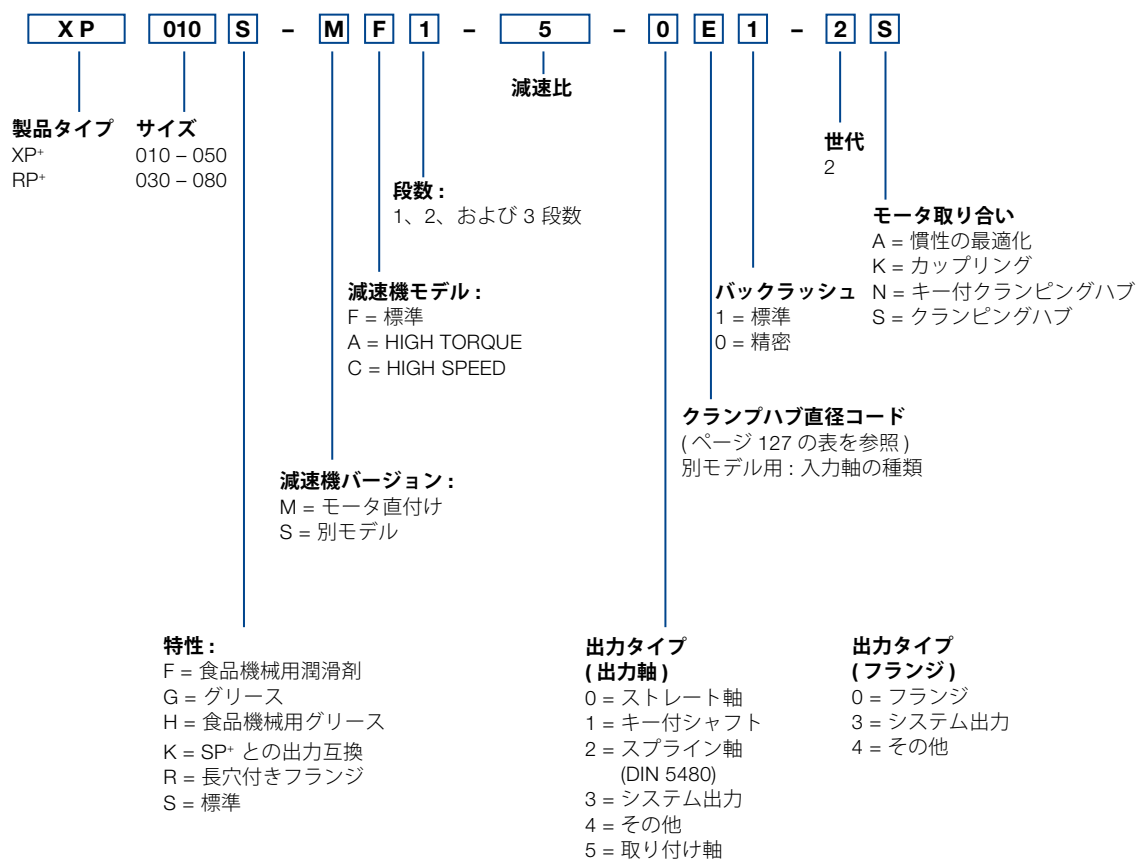 X P 010 S – M F 1 – 5 – 0 E 1 – 2 S
減速比
製品タイプ
XP+
RP+
サイズ
010 – 050
030 – 080
世代
2
段数 :
1、2、および 3 段数
モータ取り合い
A = 慣性の最適化
K = カップリング
N = キー付クランピングハブ
S = クランピングハブ
減速機モデル :
F = 標準
A = HIGH TORQUE
C = HIGH SPEED
バックラッシュ
1 = 標準
0 = 精密
クランプハブ直径コード
( ページ 127 の表を参照 )
別モデル用 : 入力軸の種類
減速機バージョン :
M = モータ直付け
S = 別モデル
特性 :
F = 食品機械用潤滑剤
G = グリース
H = 食品機械用グリース
K = SP+ との出力互換
R = 長穴付きフランジ
S = 標準
出力タイプ
( 出力軸 )
0 = ストレート軸
1 = キー付シャフト
2 = スプライン軸
(DIN 5480)
3 = システム出力
4 = その他
5 = 取り付け軸
出力タイプ
( フランジ )
0 = フランジ
3 = システム出力
4 = その他